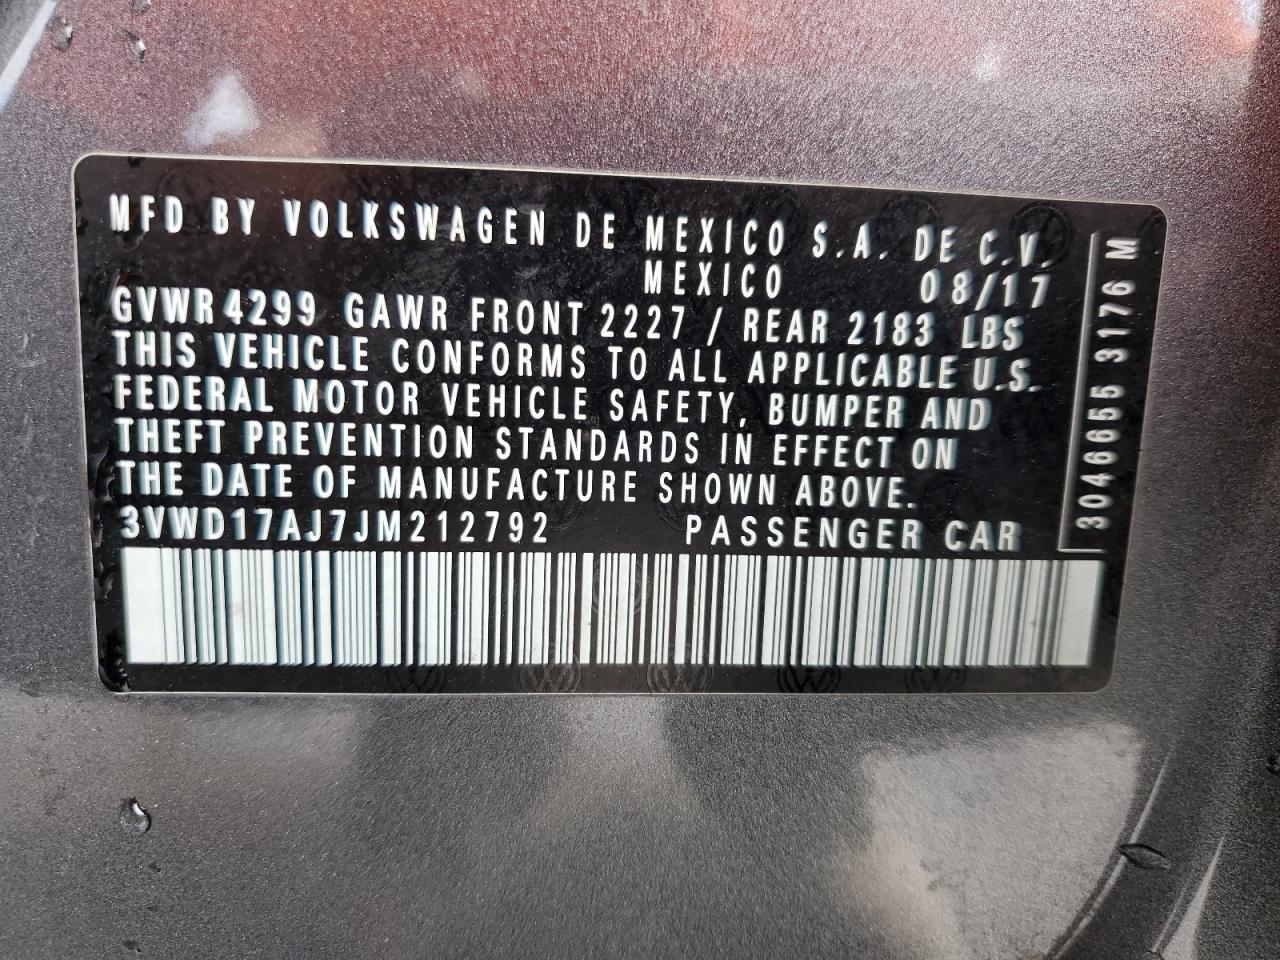 MFD BY VOLKSWAGEN DE MEXICO S.A. DE C.V.
MEXICO 08/17
GVWR 4299 GAWR FRONT 2227 / REAR 2183 LBS
THIS VEHICLE CONFORMS TO ALL APPLICABLE U.S.
FEDERAL MOTOR VEHICLE SAFETY, BUMPER AND
THEFT PREVENTION STANDARDS IN EFFECT ON
THE DATE OF MANUFACTURE SHOWN ABOVE.
3VWD17AJ7JM212792 PASSENGER CAR
3046655 3176 M